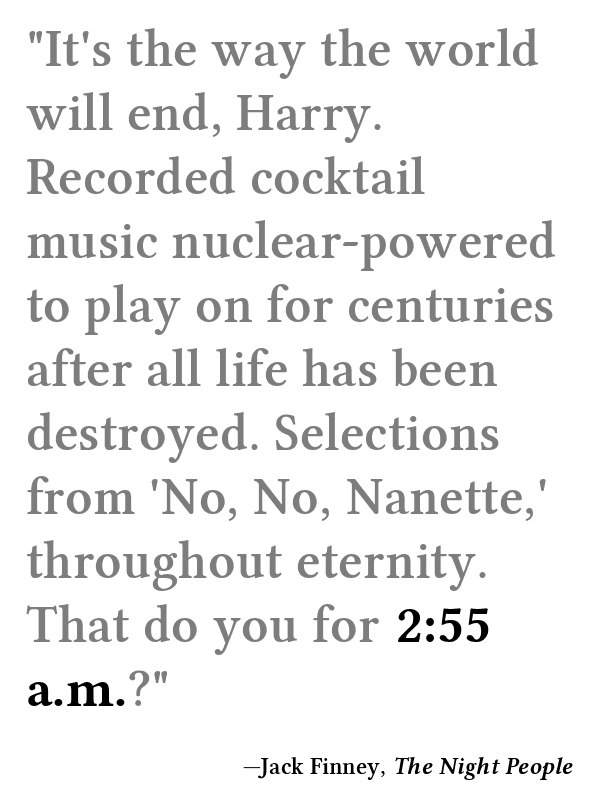 "It's the way the world
will end, Harry.
Recorded cocktail
music nuclear-powered
to play on for centuries
after all life has been
destroyed. Selections
from 'No, No, Nanette,'
throughout eternity.
That do you for 2:55
a.m.?"
—Jack Finney, The Night People